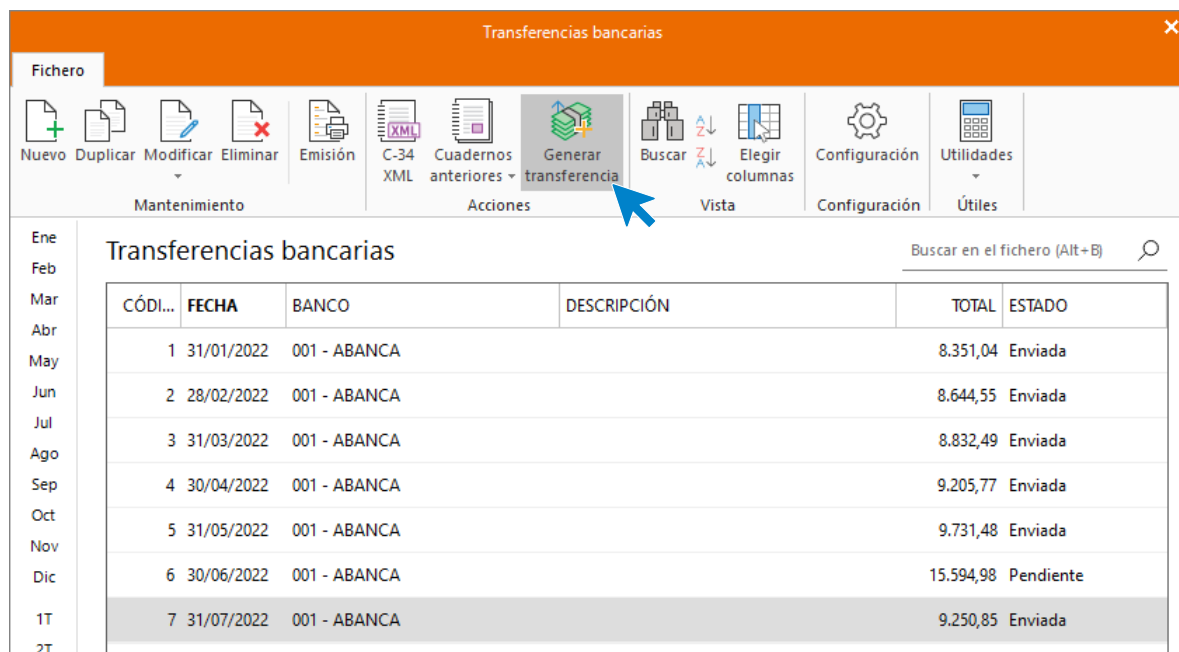 Transferencias bancarias
Fichero
Nuevo Duplicar Modificar Eliminar Emisión C-34 XML Cuadernos anteriores Generar transferencia Buscar Elegir columnas Configuración Utilidades
Mantenimiento Acciones Vista Configuración Útiles
Transferencias bancarias Buscar en el fichero (Alt+B)
Ene
Feb
Mar
Abr
May
Jun
Jul
Ago
Sep
Oct
Nov
Dic
1T
2T
CÓDI... FECHA BANCO DESCRIPCIÓN TOTAL ESTADO
1 31/01/2022 001 - ABANCA 8.351,04 Enviada
2 28/02/2022 001 - ABANCA 8.644,55 Enviada
3 31/03/2022 001 - ABANCA 8.832,49 Enviada
4 30/04/2022 001 - ABANCA 9.205,77 Enviada
5 31/05/2022 001 - ABANCA 9.731,48 Enviada
6 30/06/2022 001 - ABANCA 15.594,98 Pendiente
7 31/07/2022 001 - ABANCA 9.250,85 Enviada